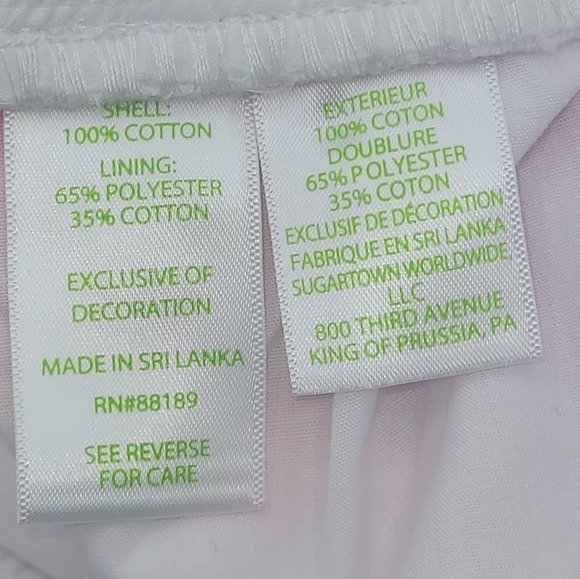 SHELL:
100% COTTON
LINING:
65% POLYESTER
35% COTTON
EXCLUSIVE OF
DECORATION
MADE IN SRI LANKA
RN#88189
SEE REVERSE
FOR CARE
EXTERIEUR
100% COTON
DOUBLURE
65% POLYESTER
35% COTON
EXCLUSIF DE DÉCORATION
FABRIQUE EN SRI LANKA
SUGARTOWN WORLDWIDE
LLC
800 THIRD AVENUE
KING OF PRUSSIA, PA